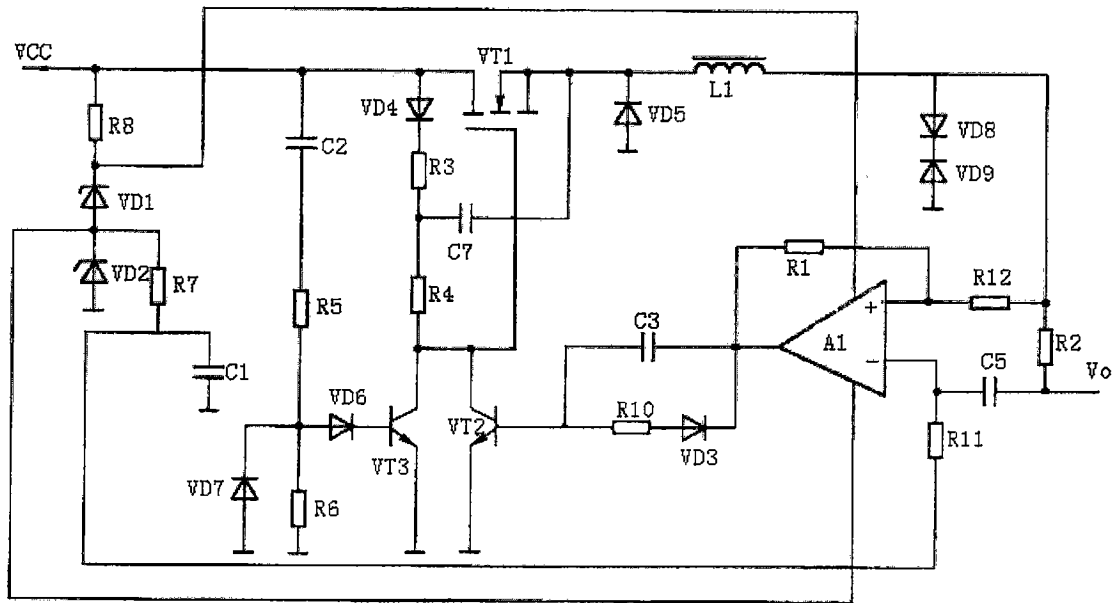 VCC
VT1
L1
R8
C2
VD4
VD5
VD8
R3
VD1
VD9
C7
VD2
R7
R1
R12
R5
R4
C3
+
A1
R2
C1
−
C5
Vo
VD6
R10
VT2
R11
VT3
VD3
VD7
R6